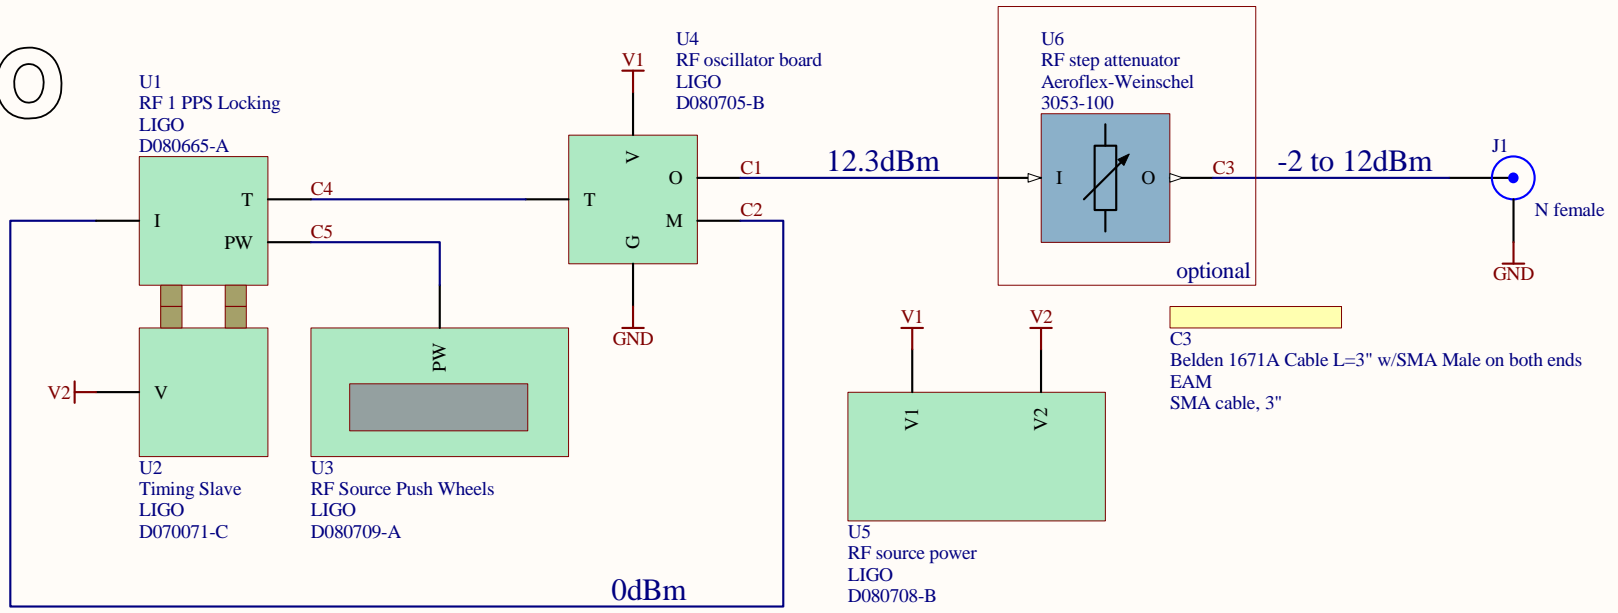 O
U1
RF 1 PPS Locking
LIGO
D080665-A
T
I
PW
C4
C5
V2
V
U2
Timing Slave
LIGO
D070071-C
PW
U3
RF Source Push Wheels
LIGO
D080709-A
V1
U4
RF oscillator board
LIGO
D080705-B
V
O
T
M
G
C1
C2
GND
12.3dBm
0dBm
U6
RF step attenuator
Aeroflex-Weinschel
3053-100
I
O
optional
C3
-2 to 12dBm
J1
N female
GND
V1
V2
V1
V2
U5
RF source power
LIGO
D080708-B
C3
Belden 1671A Cable L=3" w/SMA Male on both ends
EAM
SMA cable, 3"